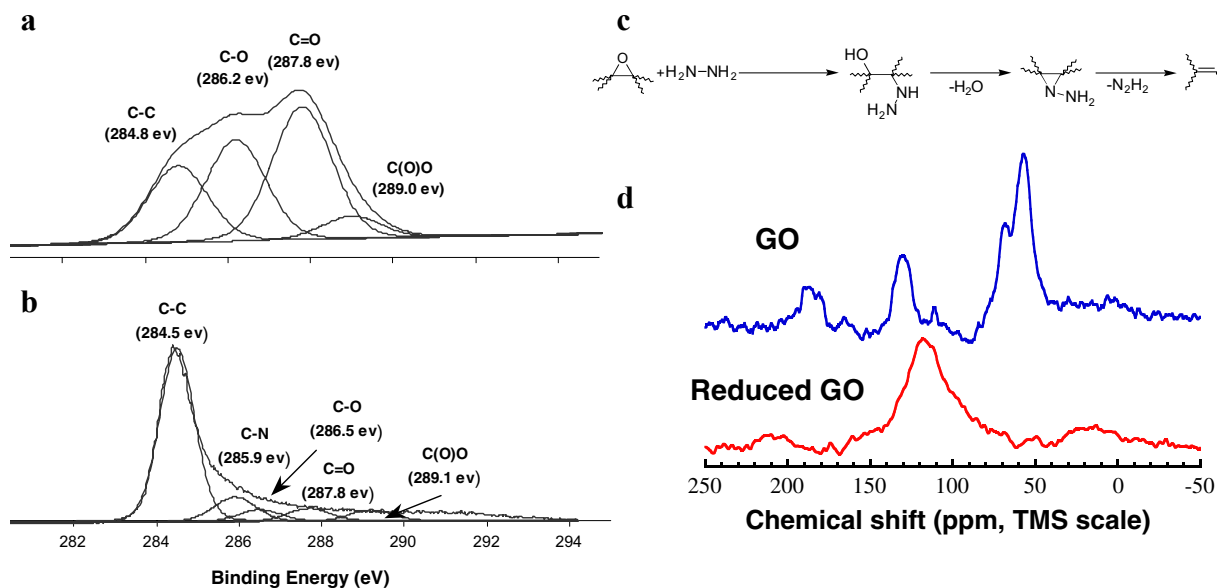 a
C-C
(284.8 ev)
C-O
(286.2 ev)
C=O
(287.8 ev)
C(O)O
(289.0 ev)
b
C-C
(284.5 ev)
C-N
(285.9 ev)
C-O
(286.5 ev)
C=O
(287.8 ev)
C(O)O
(289.1 ev)
282 284 286 288 290 292 294
Binding Energy (eV)
c
O
+H₂N-NH₂
HO
NH
H₂N
-H₂O
N-NH₂
-N₂H₂
d
GO
Reduced GO
250 200 150 100 50 0 -50
Chemical shift (ppm, TMS scale)